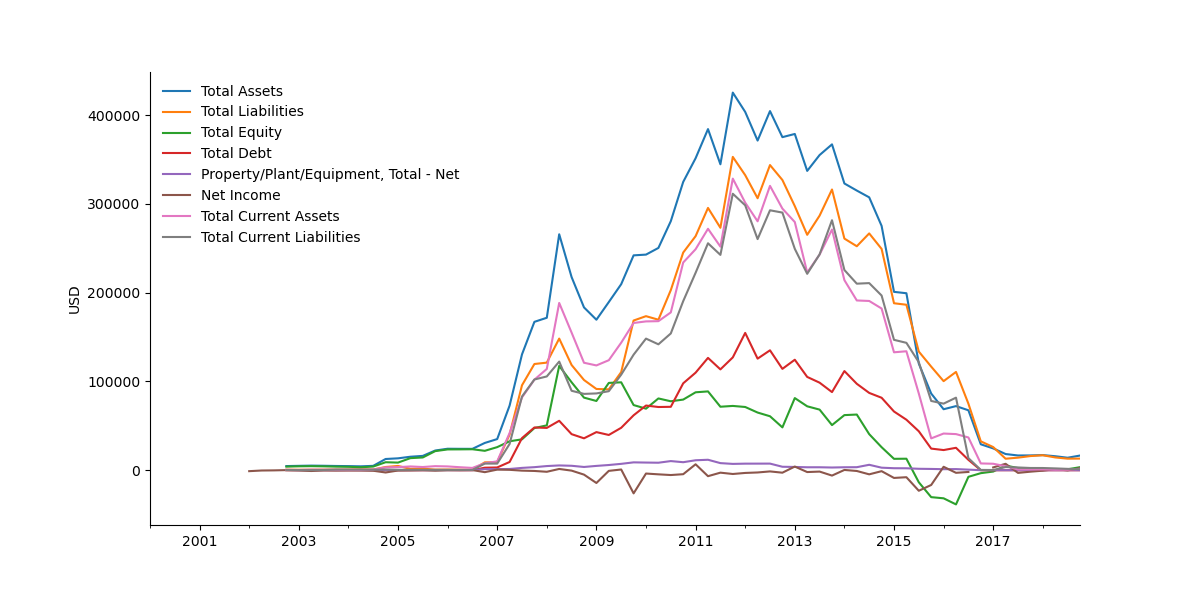 Total Assets
Total Liabilities
Total Equity
Total Debt
Property/Plant/Equipment, Total - Net
Net Income
Total Current Assets
Total Current Liabilities
USD
400000
300000
200000
100000
0
2001 2003 2005 2007 2009 2011 2013 2015 2017